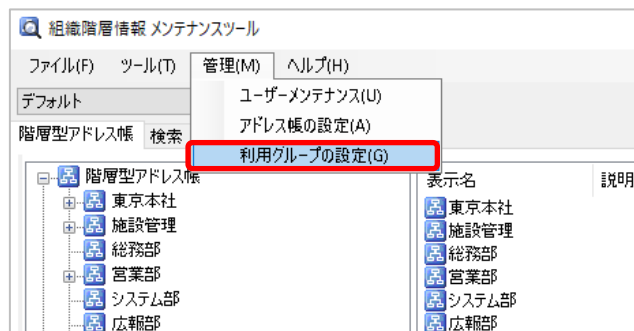 組織階層情報 メンテナンスツール
ファイル(F) ツール(T) 管理(M) ヘルプ(H)
デフォルト
ユーザーメンテナンス(U)
アドレス帳の設定(A)
利用グループの設定(G)
階層型アドレス帳 検索
階層型アドレス帳
東京本社
施設管理
総務部
営業部
システム部
広報部
表示名 説明
東京本社
施設管理
総務部
営業部
システム部
広報部